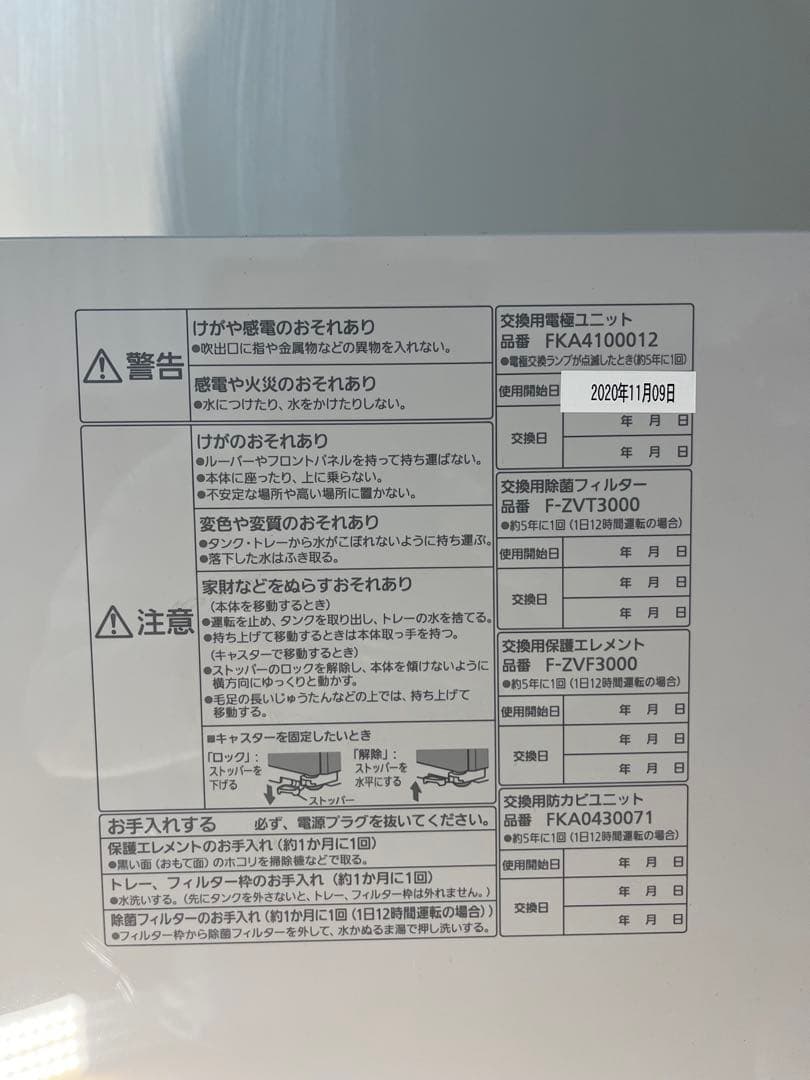 警告
けがや感電のおそれあり
●吹出口に指や金属物などの異物を入れない。
感電や火災のおそれあり
●水につけたり、水をかけたりしない。
注意
けがのおそれあり
●ルーバーやフロントパネルを持って持ち運ばない。
●本体に座ったり、上に乗らない。
●不安定な場所や高い場所に置かない。
変色や変質のおそれあり
●タンク・トレーから水がこぼれないように持ち運ぶ。
●落下した水はふき取る。
家財などをぬらすおそれあり
(本体を移動するとき)
●運転を止め、タンクを取り出し、トレーの水を捨てる。
●持ち上げて移動するときは本体取っ手を持つ。
(キャスターで移動するとき)
●ストッパーのロックを解除し、本体を傾けないように
横方向にゆっくりと動かす。
●毛足の長いじゅうたんなどの上では、持ち上げて
移動する。
■キャスターを固定したいとき
「ロック」:
ストッパーを
下げる
ストッパー
「解除」:
ストッパーを
水平にする
お手入れする 必ず、電源プラグを抜いてください。
保護エレメントのお手入れ(約1か月に1回)
●黒い面(おもて面)のホコリを掃除機などで取る。
トレー、フィルター枠のお手入れ(約1か月に1回)
●水洗いする。(先にタンクを外さないと、トレー、フィルター枠は外れません。)
除菌フィルターのお手入れ(約1か月に1回(1日12時間運転の場合))
●フィルター枠から除菌フィルターを外して、水かぬるま湯で押し洗いする。
交換用電極ユニット
品番 FKA4100012
●電極交換ランプが点滅したとき(約5年に1回)
使用開始日 2020年11月09日
交換日 年 月 日
年 月 日
交換用除菌フィルター
品番 F-ZVT3000
●約5年に1回(1日12時間運転の場合)
使用開始日 年 月 日
交換日 年 月 日
年 月 日
交換用保護エレメント
品番 F-ZVF3000
●約5年に1回(1日12時間運転の場合)
使用開始日 年 月 日
交換日 年 月 日
年 月 日
交換用防カビユニット
品番 FKA0430071
●約5年に1回(1日12時間運転の場合)
使用開始日 年 月 日
交換日 年 月 日
年 月 日